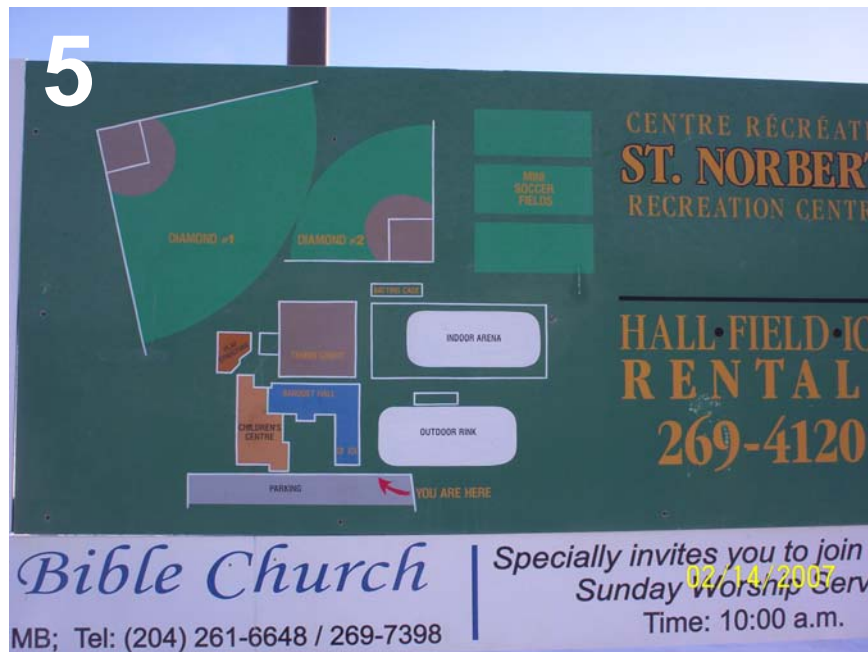 5
CENTRE RÉCRÉATI
ST. NORBERT
RECREATION CENTRE
DIAMOND #1
DIAMOND #2
MINI
SOCCER
FIELDS
BATTING CAGE
HALL•FIELD•IC
RENTAL
269-4120
PLAY
STRUCTURE
TENNIS COURT
INDOOR ARENA
BANQUET HALL
CHILDREN'S
CENTRE
OUTDOOR RINK
PARKING
YOU ARE HERE
Bible Church
MB; Tel: (204) 261-6648 / 269-7398
Specially invites you to join
Sunday Worship Serv
Time: 10:00 a.m.
02/14/2007